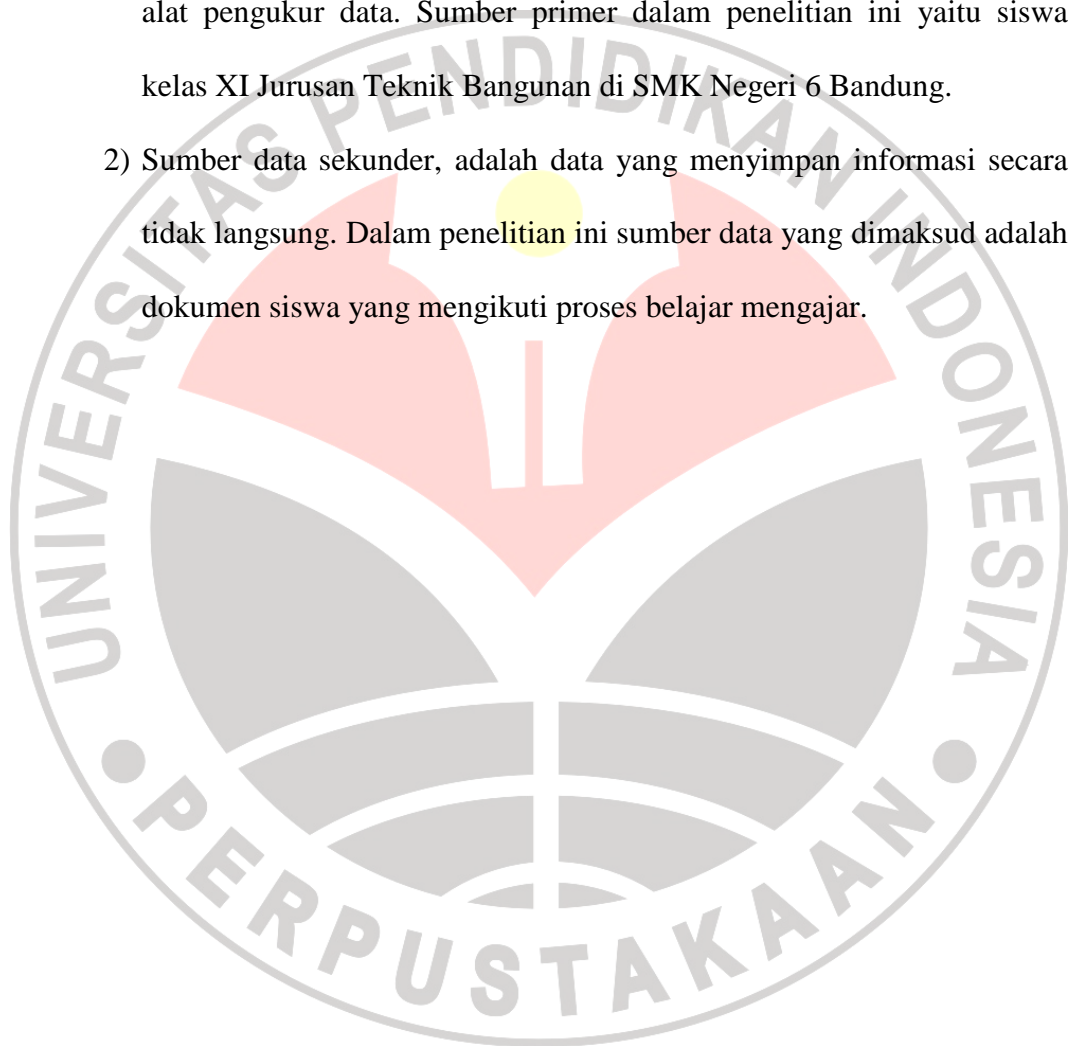 alat pengukur data. Sumber primer dalam penelitian ini yaitu siswa
kelas XI Jurusan Teknik Bangunan di SMK Negeri 6 Bandung.
2) Sumber data sekunder, adalah data yang menyimpan informasi secara
tidak langsung. Dalam penelitian ini sumber data yang dimaksud adalah
dokumen siswa yang mengikuti proses belajar mengajar.
UNIVERSITAS PENDIDIKAN INDONESIA
PERPUSTAKAAN